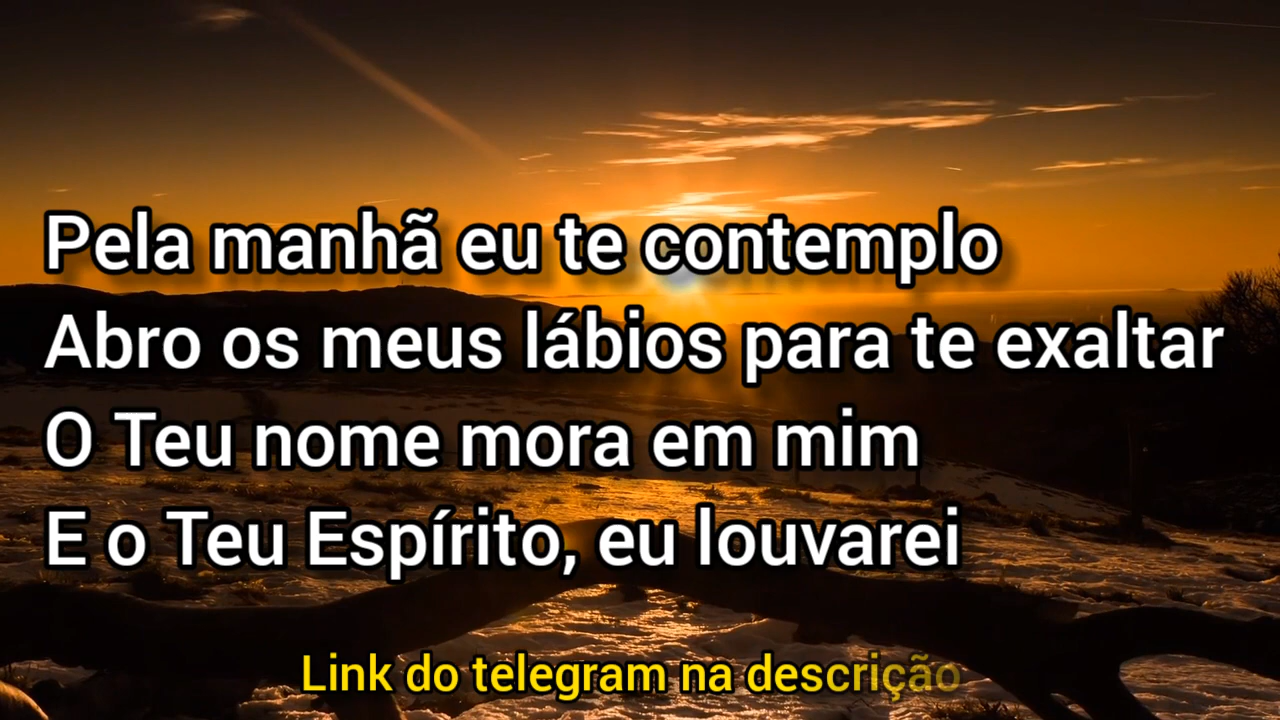 Pela manhã eu te contemplo
Abro os meus lábios para te exaltar
O Teu nome mora em mim
E o Teu Espírito, eu louvarei
Link do telegram na descrição